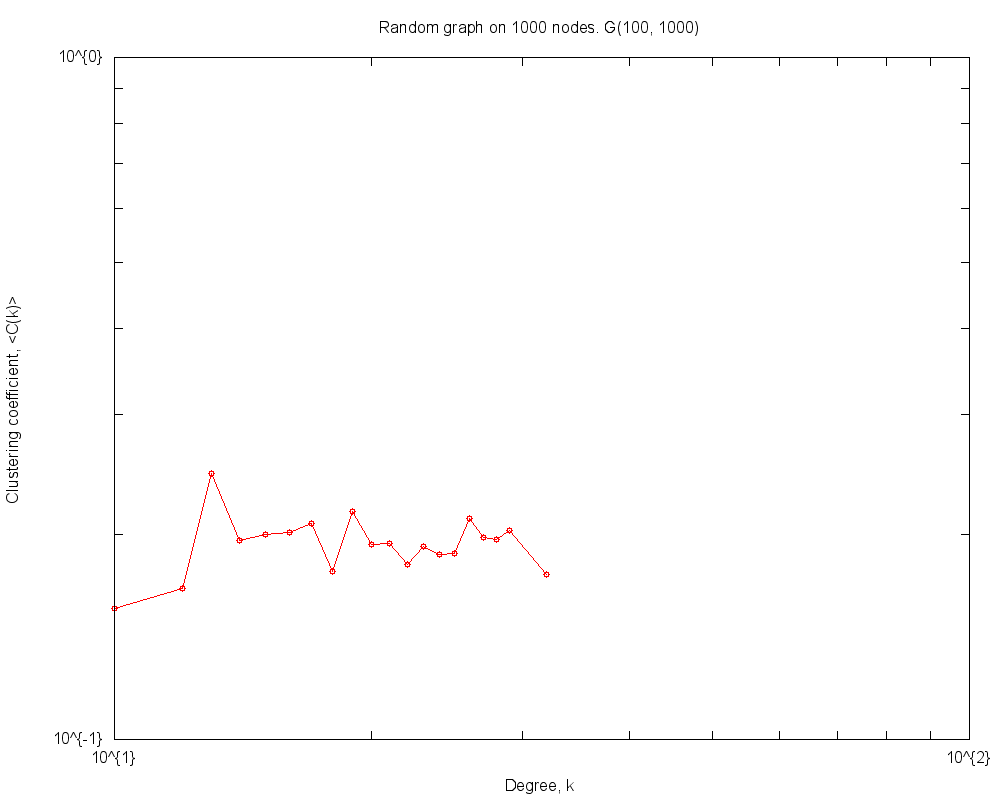 Random graph on 1000 nodes. G(100, 1000)
10^{0}
Clustering coefficient, <C(k)>
10^{-1}
10^{1}
10^{2}
Degree, k